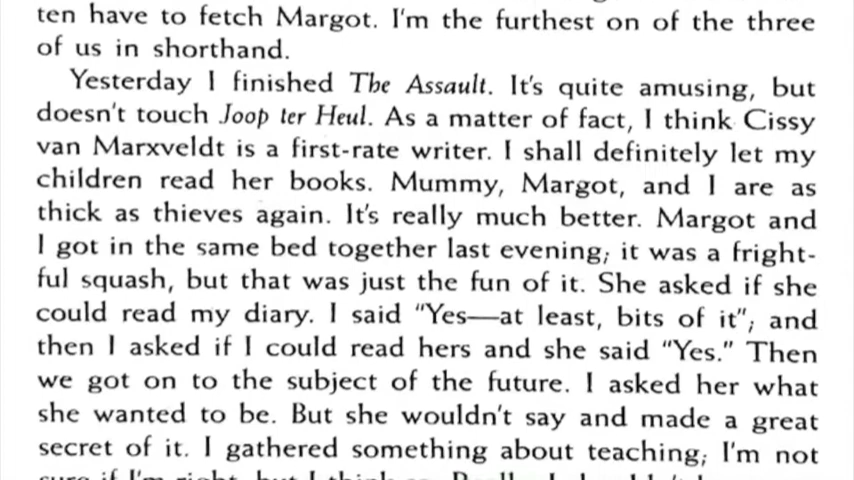 ten have to fetch Margot. I'm the furthest on of the three
of us in shorthand.
Yesterday I finished The Assault. It's quite amusing, but
doesn't touch Joop ter Heul. As a matter of fact, I think Cissy
van Marxveldt is a first-rate writer. I shall definitely let my
children read her books. Mummy, Margot, and I are as
thick as thieves again. It's really much better. Margot and
I got in the same bed together last evening; it was a fright-
ful squash, but that was just the fun of it. She asked if she
could read my diary. I said "Yes—at least, bits of it"; and
then I asked if I could read hers and she said "Yes." Then
we got on to the subject of the future. I asked her what
she wanted to be. But she wouldn't say and made a great
secret of it. I gathered something about teaching; I'm not
sure if I'm right, but I think so.